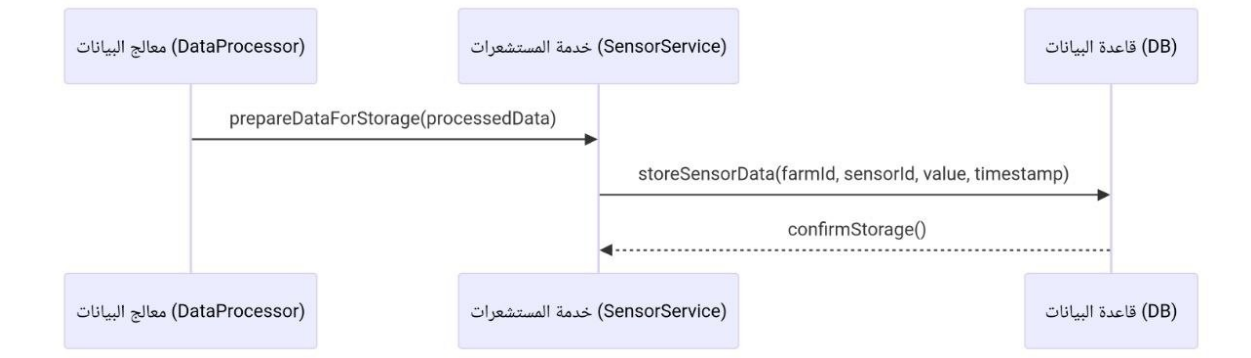 معالج البيانات (DataProcessor)
خدمة المستشعرات (SensorService)
قاعدة البيانات (DB)
prepareDataForStorage(processedData)
storeSensorData(farmId, sensorId, value, timestamp)
confirmStorage()
معالج البيانات (DataProcessor)
خدمة المستشعرات (SensorService)
قاعدة البيانات (DB)